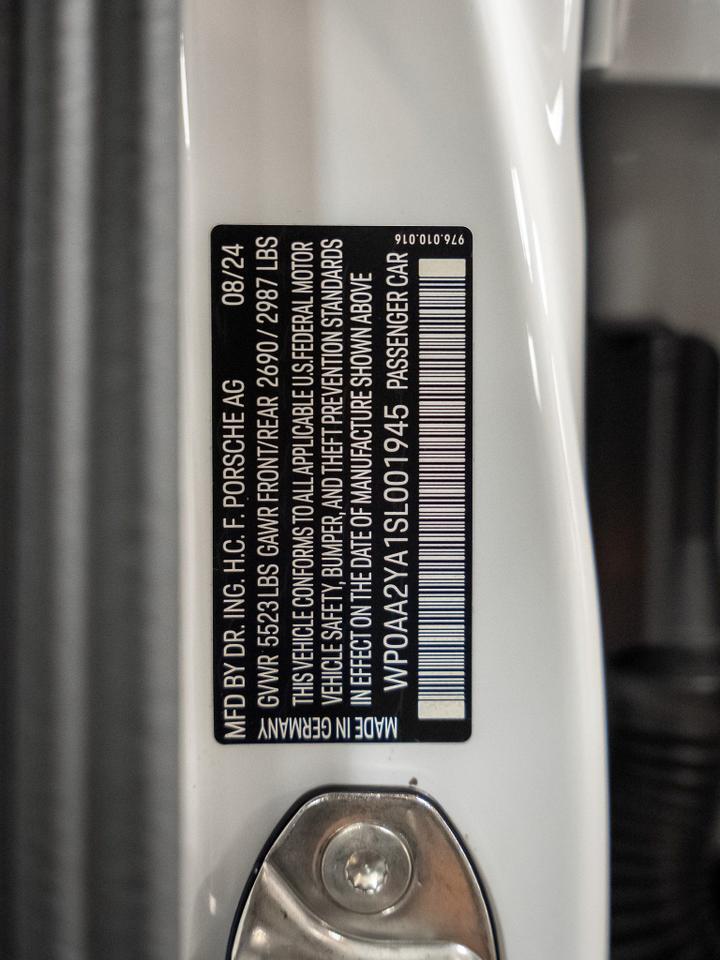 MFD BY DR. ING. H.C. F. PORSCHE AG 08/24
GVWR 5523 LBS GAWR FRONT/REAR 2690 / 2987 LBS
THIS VEHICLE CONFORMS TO ALL APPLICABLE U.S.FEDERAL MOTOR
VEHICLE SAFETY, BUMPER, AND THEFT PREVENTION STANDARDS
IN EFFECT ON THE DATE OF MANUFACTURE SHOWN ABOVE
WP0AA2YA1SL001945 PASSENGER CAR
MADE IN GERMANY
976.010.016